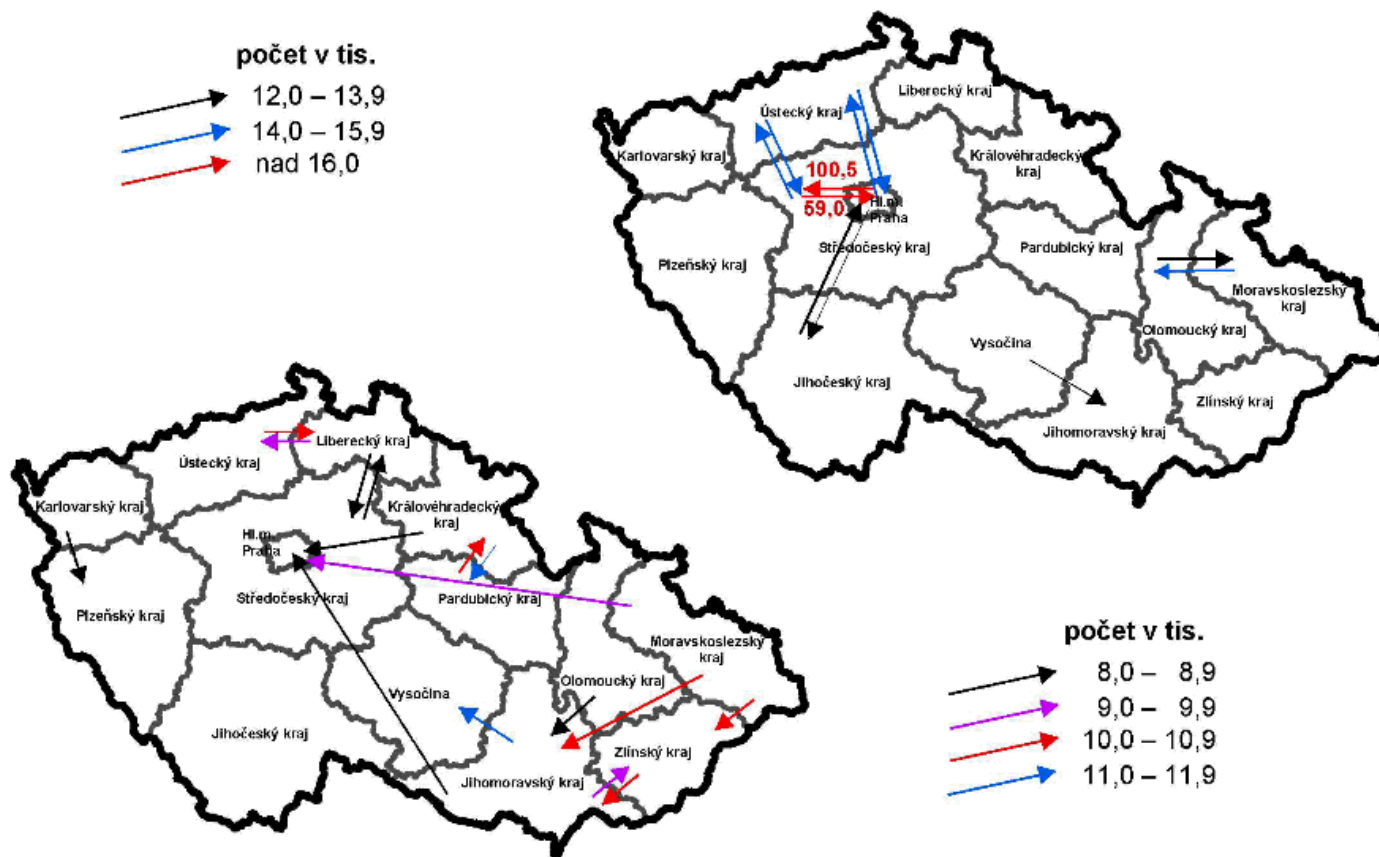 počet v tis.
12,0 – 13,9
14,0 – 15,9
nad 16,0
Liberecký kraj
Ústecký kraj
Karlovarský kraj
Královéhradecký
kraj
100,5
59,0
Hl.m.
Praha
Středočeský kraj
Pardubický kraj
Plzeňský kraj
Moravskoslezský
kraj
Olomoucký kraj
Vysočina
Jihočeský kraj
Zlínský kraj
Jihomoravský kraj
Liberecký kraj
Ústecký kraj
Karlovarský kraj
Královéhradecký
kraj
Hl.m.
Praha
Středočeský kraj
Pardubický kraj
Plzeňský kraj
Moravskoslezský
kraj
Olomoucký kraj
Vysočina
Jihočeský kraj
Zlínský kraj
Jihomoravský kraj
počet v tis.
8,0 – 8,9
9,0 – 9,9
10,0 – 10,9
11,0 – 11,9